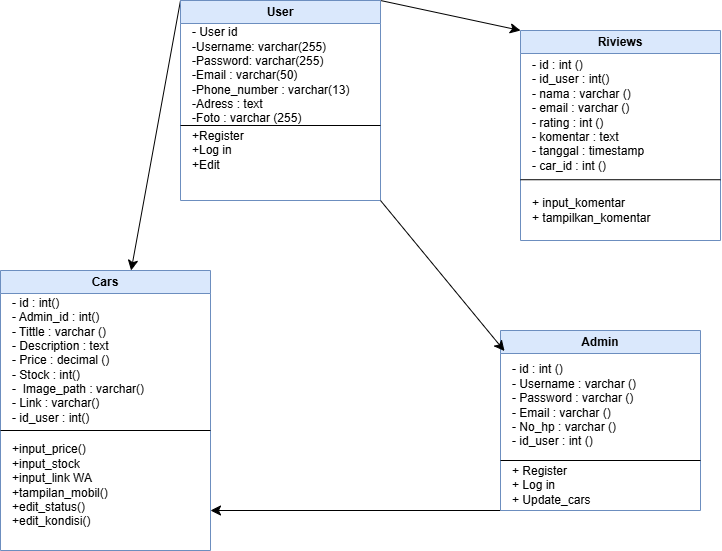 User
- User id
-Username: varchar(255)
-Password: varchar(255)
-Email : varchar(50)
-Phone_number : varchar(13)
-Adress : text
-Foto : varchar (255)
+Register
+Log in
+Edit
Riviews
- id : int ()
- id_user : int()
- nama : varchar ()
- email : varchar ()
- rating : int ()
- komentar : text
- tanggal : timestamp
- car_id : int ()
+ input_komentar
+ tampilkan_komentar
Cars
- id : int()
- Admin_id : int()
- Tittle : varchar ()
- Description : text
- Price : decimal ()
- Stock : int()
- Image_path : varchar()
- Link : varchar()
- id_user : int()
+input_price()
+input_stock
+input_link WA
+tampilan_mobil()
+edit_status()
+edit_kondisi()
Admin
- id : int ()
- Username : varchar ()
- Password : varchar ()
- Email : varchar ()
- No_hp : varchar ()
- id_user : int ()
+ Register
+ Log in
+ Update_cars